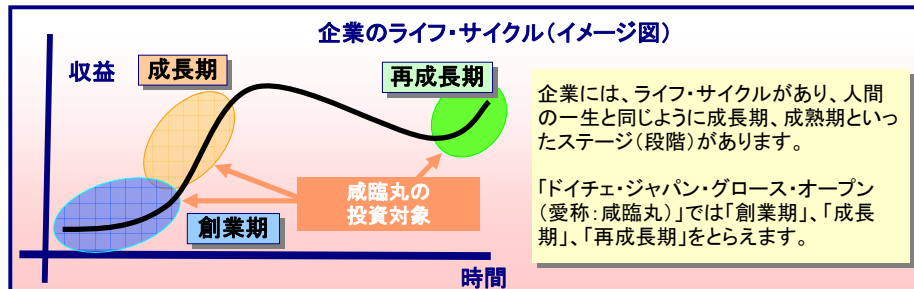 企業のライフ・サイクル(イメージ図)
収益
成長期
再成長期
創業期
咸臨丸の
投資対象
時間
企業には、ライフ・サイクルがあり、人間
の一生と同じように成長期、成熟期といっ
たステージ(段階)があります。
「ドイチェ・ジャパン・グロース・オープン
(愛称:咸臨丸)」では「創業期」、「成長
期」、「再成長期」をとらえます。